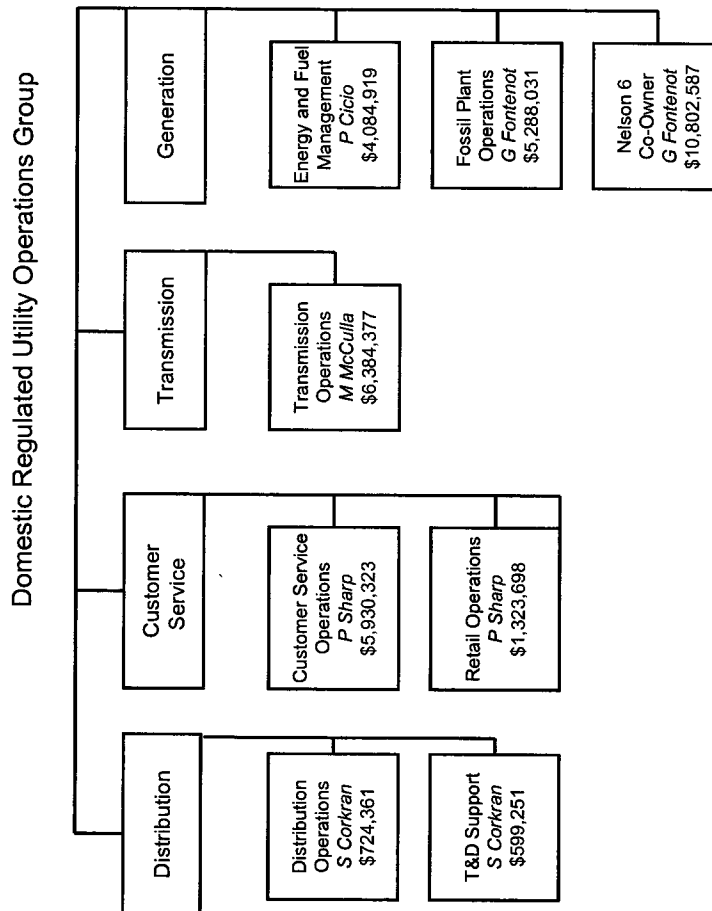 Domestic Regulated Utility Operations Group
Distribution
Distribution
Operations
S Corkran
$724,361
T&D Support
S Corkran
$599,251
Customer
Service
Customer Service
Operations
P Sharp
$5,930,323
Retail Operations
P Sharp
$1,323,698
Transmission
Transmission
Operations
M McCulla
$6,384,377
Generation
Energy and Fuel
Management
P Cicio
$4,084,919
Fossil Plant
Operations
G Fontenot
$5,288,031
Nelson 6
Co-Owner
G Fontenot
$10,802,587